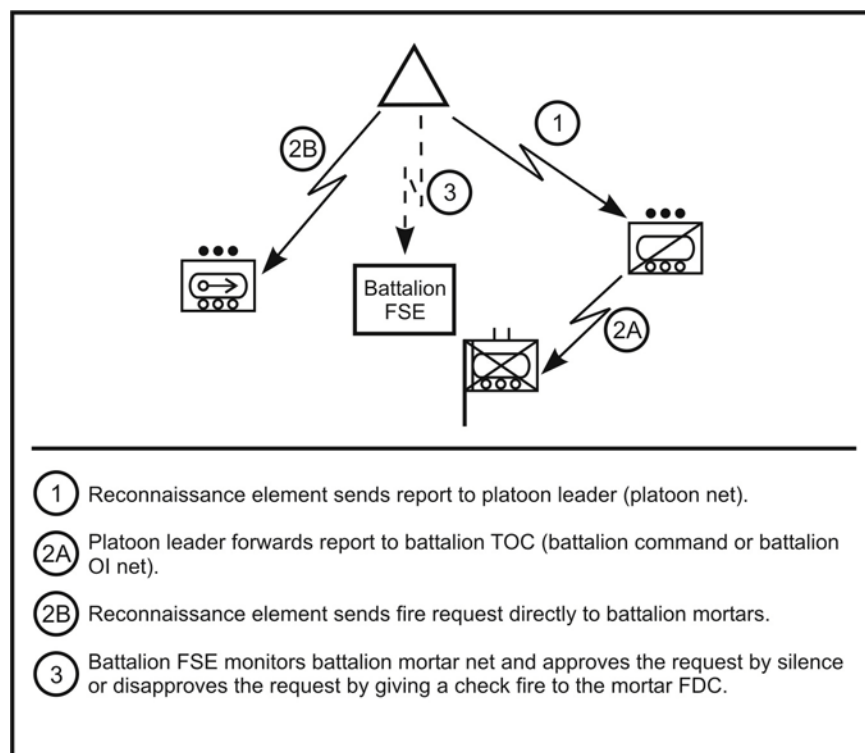 1
2B
3
Battalion
FSE
2A
1 Reconnaissance element sends report to platoon leader (platoon net).
2A Platoon leader forwards report to battalion TOC (battalion command or battalion
OI net).
2B Reconnaissance element sends fire request directly to battalion mortars.
3 Battalion FSE monitors battalion mortar net and approves the request by silence
or disapproves the request by giving a check fire to the mortar FDC.